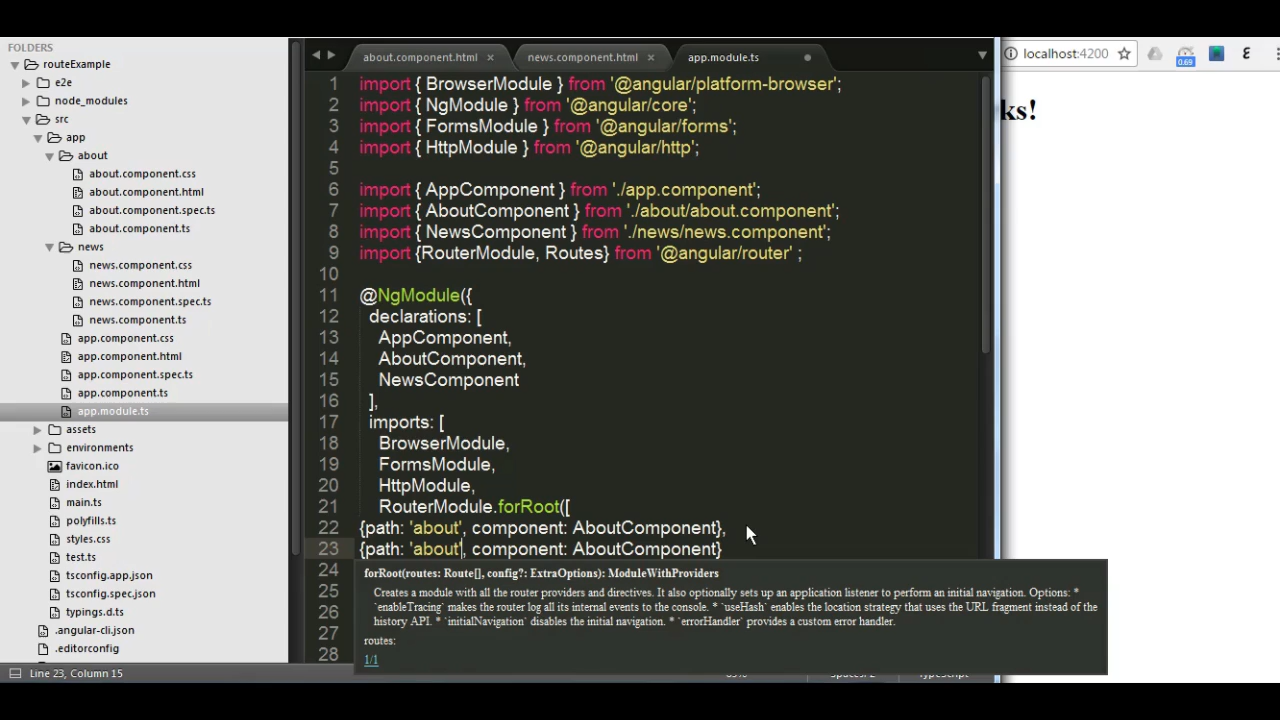 FOLDERS
routeExample
e2e
node_modules
src
app
about
about.component.css
about.component.html
about.component.spec.ts
about.component.ts
news
news.component.css
news.component.html
news.component.spec.ts
news.component.ts
app.component.css
app.component.html
app.component.spec.ts
app.component.ts
app.module.ts
assets
environments
favicon.ico
index.html
main.ts
polyfills.ts
styles.css
test.ts
tsconfig.app.json
tsconfig.spec.json
typings.d.ts
.angular-cli.json
.editorconfig
about.component.html × news.component.html × app.module.ts
1 import { BrowserModule } from '@angular/platform-browser';
2 import { NgModule } from '@angular/core';
3 import { FormsModule } from '@angular/forms';
4 import { HttpModule } from '@angular/http';
5
6 import { AppComponent } from './app.component';
7 import { AboutComponent } from './about/about.component';
8 import { NewsComponent } from './news/news.component';
9 import {RouterModule, Routes} from '@angular/router' ;
10
11 @NgModule({
12 declarations: [
13 AppComponent,
14 AboutComponent,
15 NewsComponent
16 ],
17 imports: [
18 BrowserModule,
19 FormsModule,
20 HttpModule,
21 RouterModule.forRoot([
22 {path: 'about', component: AboutComponent},
23 {path: 'about', component: AboutComponent}
24
25
26
27
28
forRoot(routes: Route[], config?: ExtraOptions): ModuleWithProviders
Creates a module with all the router providers and directives. It also optionally sets up an application listener to perform an initial navigation. Options: *
`enableTracing` makes the router log all its internal events to the console. * `useHash` enables the location strategy that uses the URL fragment instead of the
history API. * `initialNavigation` disables the initial navigation. * `errorHandler` provides a custom error handler.
routes:
1/1
Line 23, Column 15
localhost:4200
0.69
ks!